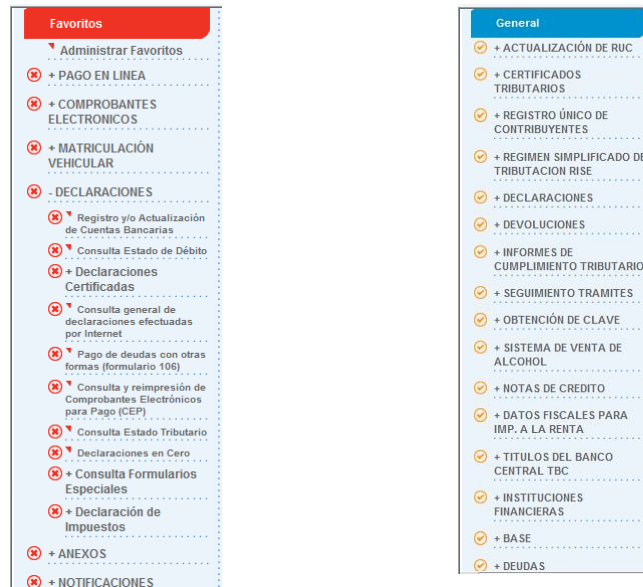 Favoritos
Administrar Favoritos
+ PAGO EN LINEA
+ COMPROBANTES
ELECTRONICOS
+ MATRICULACIÓN
VEHICULAR
- DECLARACIONES
Registro y/o Actualización
de Cuentas Bancarias
Consulta Estado de Débito
+ Declaraciones
Certificadas
Consulta general de
declaraciones efectuadas
por Internet
Pago de deudas con otras
formas (formulario 106)
Consulta y reimpresión de
Comprobantes Electrónicos
para Pago (CEP)
Consulta Estado Tributario
Declaraciones en Cero
+ Consulta Formularios
Especiales
+ Declaración de
Impuestos
+ ANEXOS
+ NOTIFICACIONES
General
+ ACTUALIZACIÓN DE RUC
+ CERTIFICADOS
TRIBUTARIOS
+ REGISTRO ÚNICO DE
CONTRIBUYENTES
+ REGIMEN SIMPLIFICADO DE
TRIBUTACION RISE
+ DECLARACIONES
+ DEVOLUCIONES
+ INFORMES DE
CUMPLIMIENTO TRIBUTARIO
+ SEGUIMIENTO TRAMITES
+ OBTENCIÓN DE CLAVE
+ SISTEMA DE VENTA DE
ALCOHOL
+ NOTAS DE CREDITO
+ DATOS FISCALES PARA
IMP. A LA RENTA
+ TITULOS DEL BANCO
CENTRAL TBC
+ INSTITUCIONES
FINANCIERAS
+ BASE
+ DEUDAS